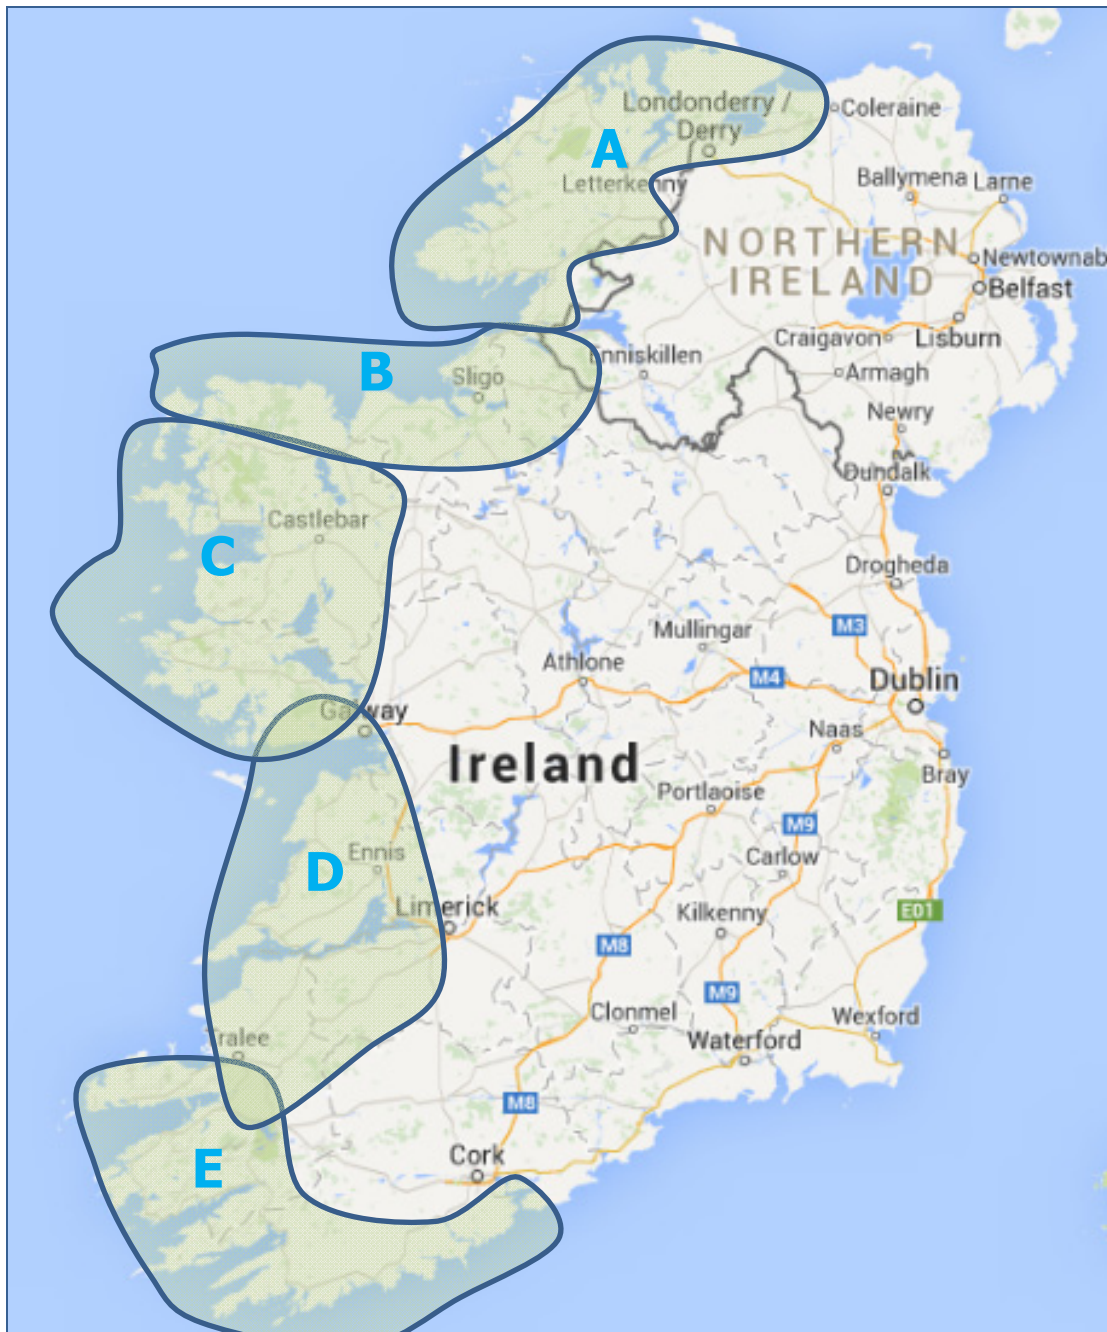 Londonderry /
Derry
Coleraine
A
Letterkenny
Ballymena
Larne
NORTHERN
IRELAND
Newtownab
Belfast
Craigavon
Lisburn
Enniskillen
B
Sligo
Armagh
Newry
Dundalk
Castlebar
C
Drogheda
M3
Mullingar
Athlone
M4
Dublin
Galway
Naas
Ireland
Bray
Portlaoise
M9
Ennis
D
Carlow
Limerick
Kilkenny
E01
M8
M9
Clonmel
Wexford
Tralee
Waterford
M8
Cork
E